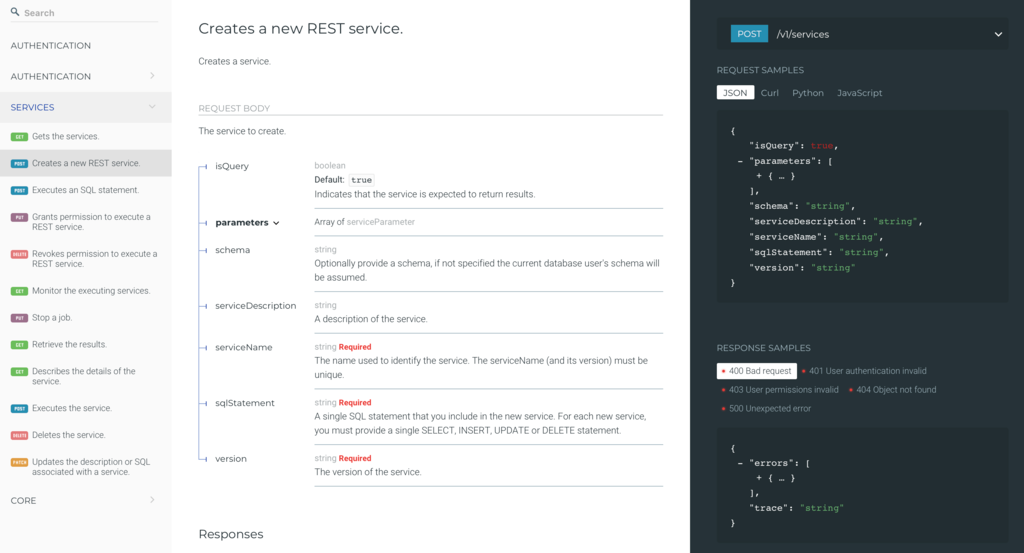 Search
AUTHENTICATION
AUTHENTICATION
SERVICES
GET Gets the services.
POST Creates a new REST service.
POST Executes an SQL statement.
PUT Grants permission to execute a
REST service.
DELETE Revokes permission to execute a
REST service.
GET Monitor the executing services.
PUT Stop a job.
GET Retrieve the results.
GET Describes the details of the
service.
POST Executes the service.
DELETE Deletes the service.
PATCH Updates the description or SQL
associated with a service.
CORE
Creates a new REST service.
Creates a service.
REQUEST BODY
The service to create.
isQuery
boolean
Default: true
Indicates that the service is expected to return results.
parameters
Array of serviceParameter
schema
string
Optionally provide a schema, if not specified the current database user's schema will
be assumed.
serviceDescription
string
A description of the service.
serviceName
string Required
The name used to identify the service. The serviceName (and its version) must be
unique.
sqlStatement
string Required
A single SQL statement that you include in the new service. For each new service,
you must provide a single SELECT, INSERT, UPDATE or DELETE statement.
version
string Required
The version of the service.
Responses
POST /v1/services
REQUEST SAMPLES
JSON Curl Python JavaScript
{
"isQuery": true,
- "parameters": [
+ { … }
],
"schema": "string",
"serviceDescription": "string",
"serviceName": "string",
"sqlStatement": "string",
"version": "string"
}
RESPONSE SAMPLES
400 Bad request 401 User authentication invalid
403 User permissions invalid 404 Object not found
500 Unexpected error
{
- "errors": [
+ { … }
],
"trace": "string"
}